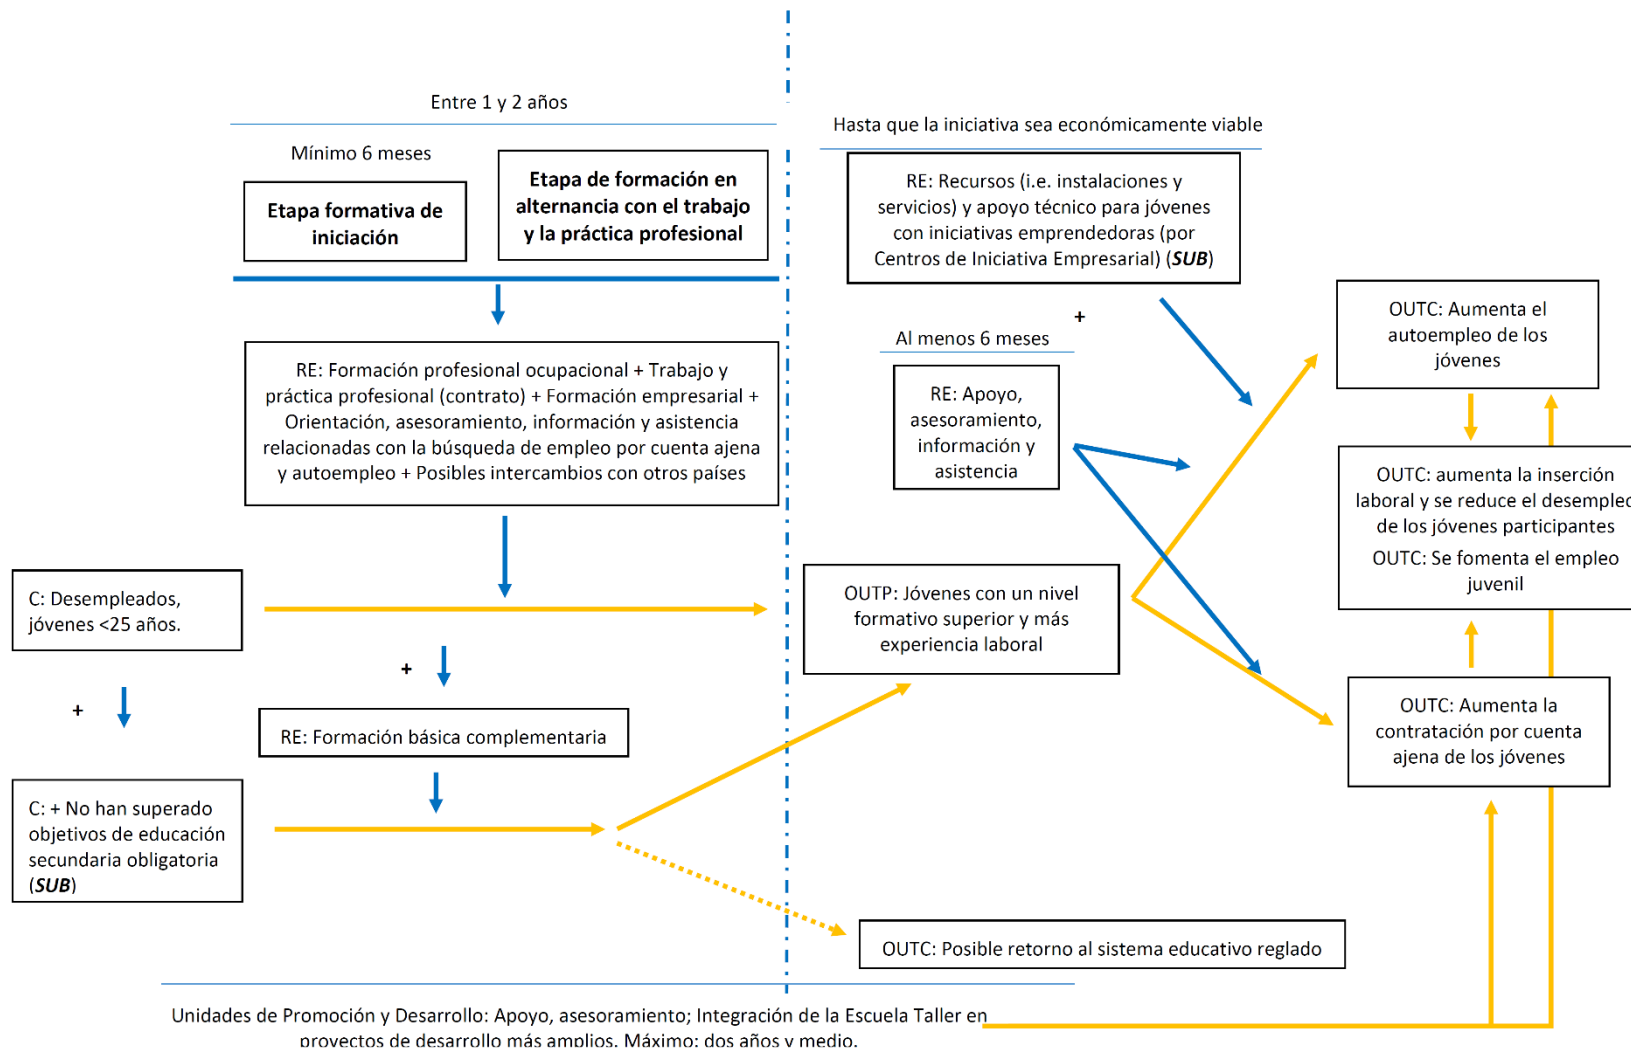 Entre 1 y 2 años
Mínimo 6 meses
Etapa formativa de
iniciación
Etapa de formación en
alternancia con el trabajo
y la práctica profesional
RE: Formación profesional ocupacional + Trabajo y
práctica profesional (contrato) + Formación empresarial +
Orientación, asesoramiento, información y asistencia
relacionadas con la búsqueda de empleo por cuenta ajena
y autoempleo + Posibles intercambios con otros países
C: Desempleados,
jóvenes <25 años.
+
+
RE: Formación básica complementaria
C: + No han superado
objetivos de educación
secundaria obligatoria
(SUB)
Hasta que la iniciativa sea económicamente viable
RE: Recursos (i.e. instalaciones y
servicios) y apoyo técnico para jóvenes
con iniciativas emprendedoras (por
Centros de Iniciativa Empresarial) (SUB)
+
Al menos 6 meses
RE: Apoyo,
asesoramiento,
información y
asistencia
OUTP: Jóvenes con un nivel
formativo superior y más
experiencia laboral
OUTC: Aumenta el
autoempleo de los
jóvenes
OUTC: aumenta la inserción
laboral y se reduce el desempleo
de los jóvenes participantes
OUTC: Se fomenta el empleo
juvenil
OUTC: Aumenta la
contratación por cuenta
ajena de los jóvenes
OUTC: Posible retorno al sistema educativo reglado
Unidades de Promoción y Desarrollo: Apoyo, asesoramiento; Integración de la Escuela Taller en
proyectos de desarrollo más amplios. Máximo: dos años y medio.